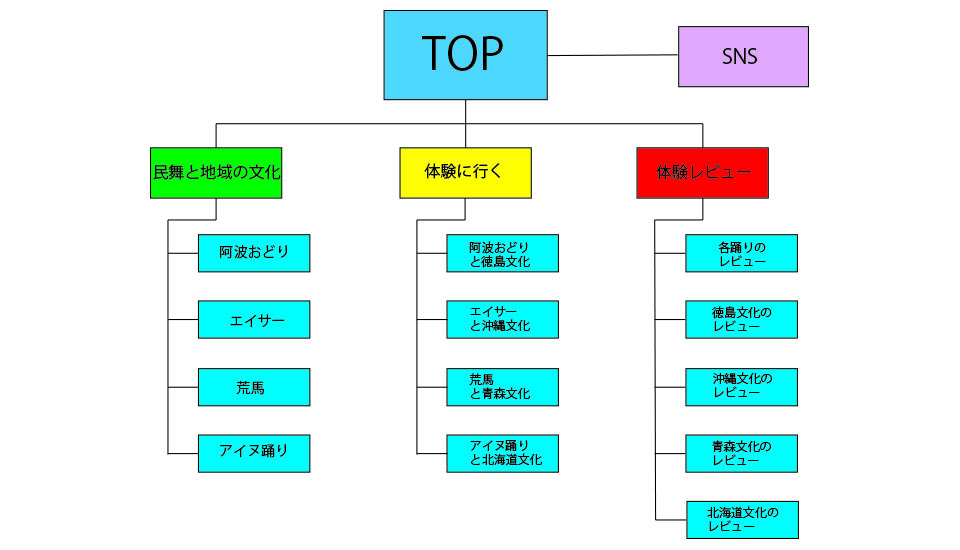 TOP
SNS
民舞と地域の文化
体験に行く
体験レビュー
阿波おどり
エイサー
荒馬
アイヌ踊り
阿波おどり
と徳島文化
エイサー
と沖縄文化
荒馬
と青森文化
アイヌ踊り
と北海道文化
各踊りの
レビュー
徳島文化の
レビュー
沖縄文化の
レビュー
青森文化の
レビュー
北海道文化の
レビュー